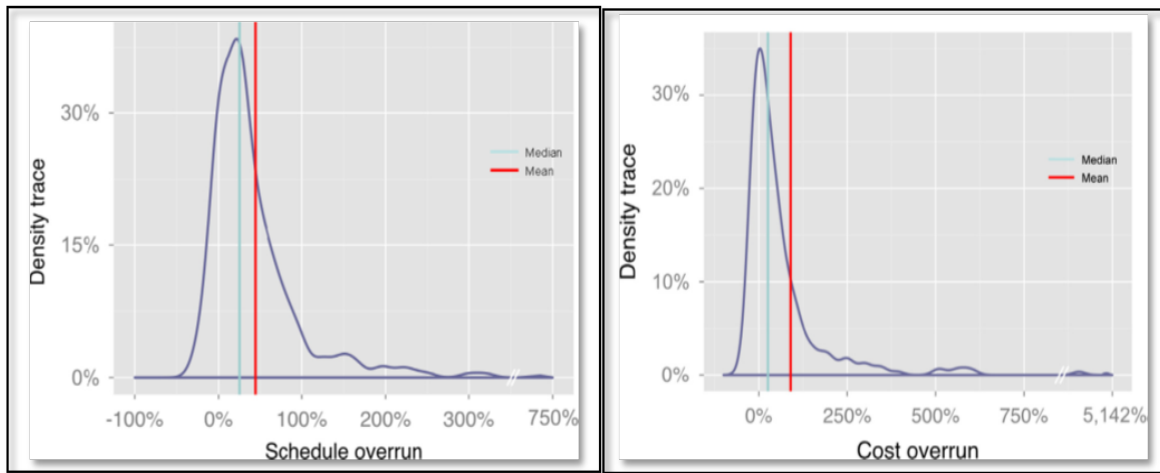 Density trace
30%
15%
0%
Median
Mean
-100% 0% 100% 200% 300% 750%
Schedule overrun
Density trace
30%
20%
10%
0%
Median
Mean
0% 250% 500% 750% 5,142%
Cost overrun